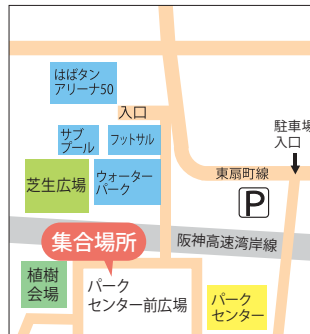 はばタン
アリーナ50
入口
サブ
プール
フットサル
駐車場
入口
芝生広場
ウォーター
パーク
東扇町線
P
集合場所
阪神高速湾岸線
植樹
会場
パーク
センター前広場
パーク
センター